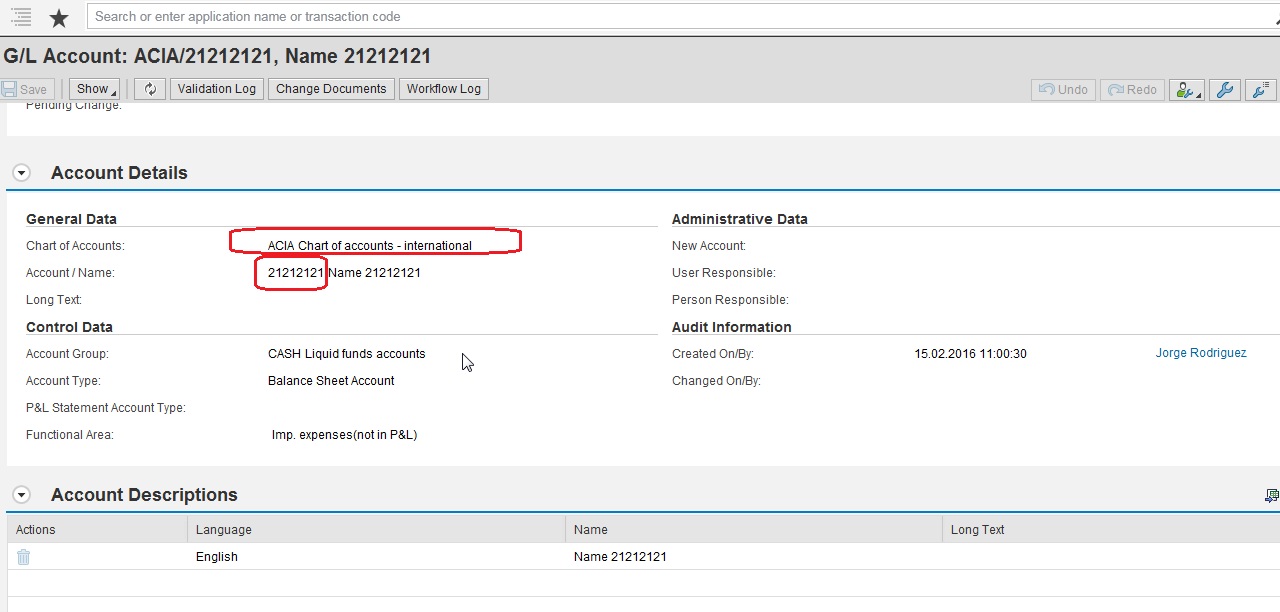 Search or enter application name or transaction code
G/L Account: ACIA/21212121, Name 21212121
Save Show Validation Log Change Documents Workflow Log Undo Redo
Pending Change:
Account Details
General Data
Chart of Accounts: ACIA Chart of accounts - international
Account / Name: 21212121 Name 21212121
Long Text:
Control Data
Account Group: CASH Liquid funds accounts
Account Type: Balance Sheet Account
P&L Statement Account Type:
Functional Area: Imp. expenses(not in P&L)
Administrative Data
New Account:
User Responsible:
Person Responsible:
Audit Information
Created On/By: 15.02.2016 11:00:30 Jorge Rodriguez
Changed On/By:
Account Descriptions
Actions Language Name Long Text
English Name 21212121